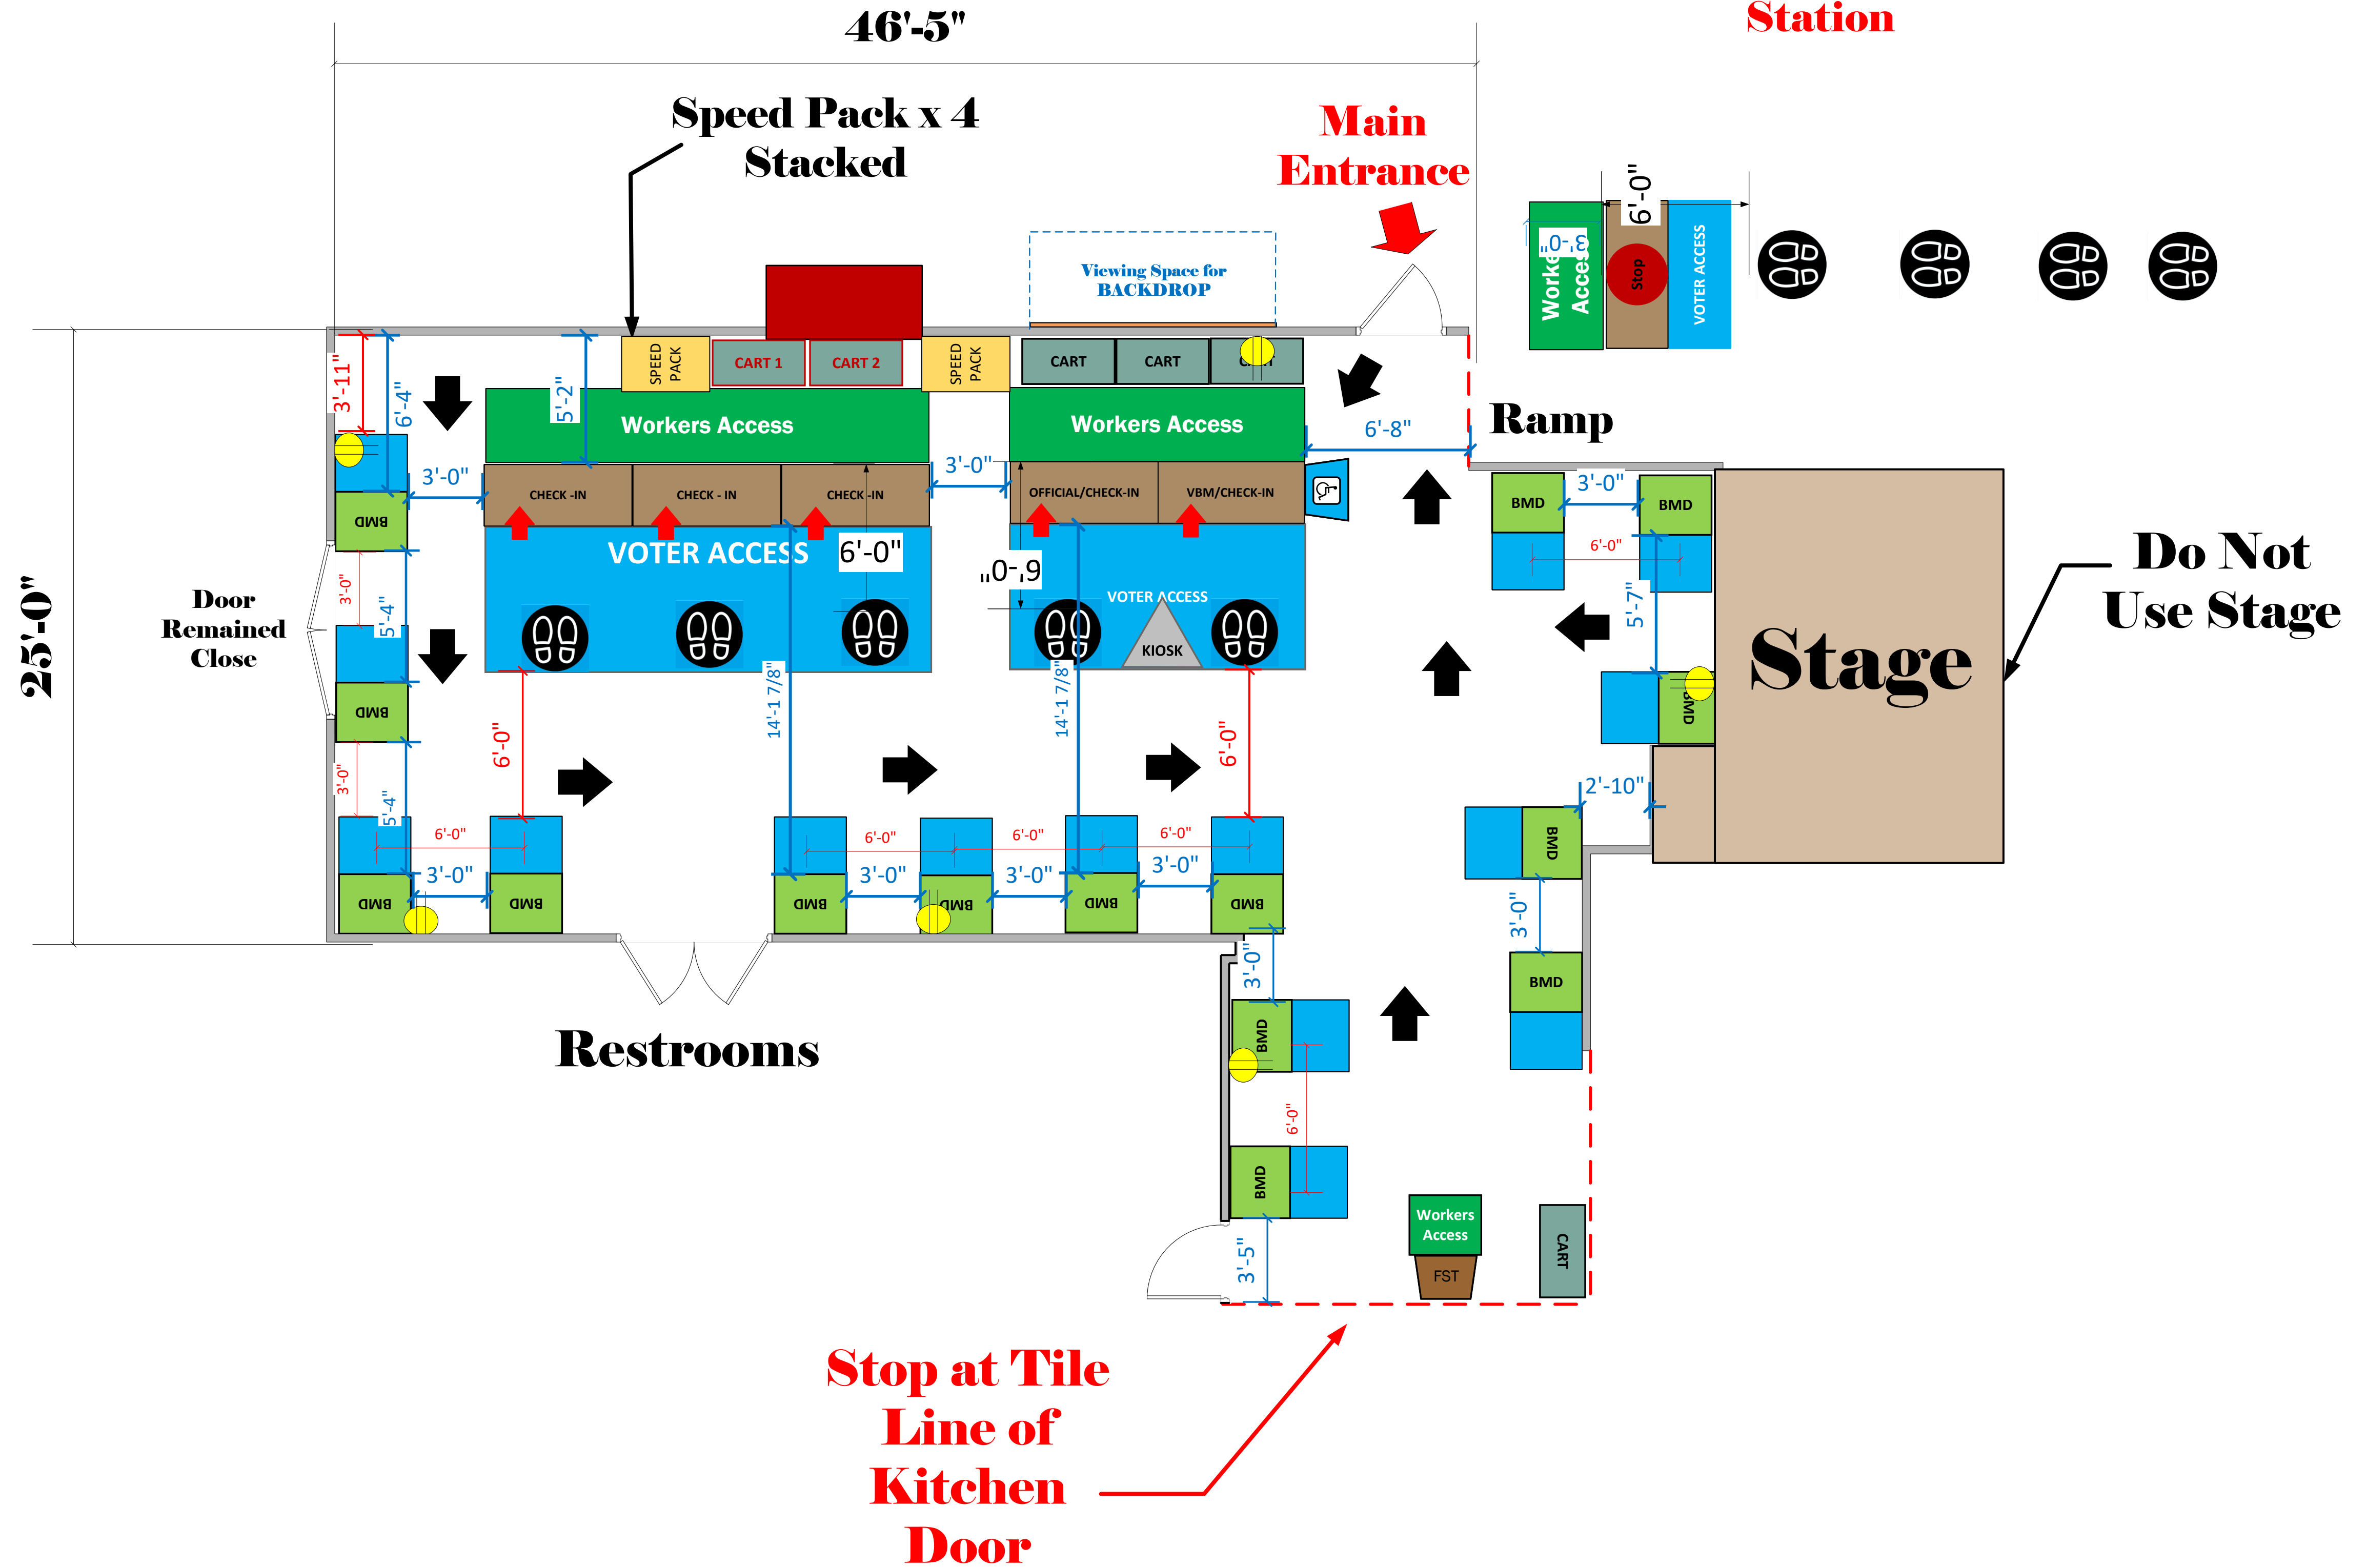 46'-5"
Station
Speed Pack x 4
Stacked
Main
Entrance
6'-0"
3'-0"
Workers
Access
Stop
VOTER ACCESS
Viewing Space for
BACKDROP
SPEED
PACK
CART 1
CART 2
SPEED
PACK
CART
CART
CART
3'-11"
6'-4"
5'-2"
Workers Access
Workers Access
6'-8"
Ramp
3'-0"
3'-0"
3'-0"
CHECK -IN
CHECK - IN
CHECK -IN
OFFICIAL/CHECK-IN
VBM/CHECK-IN
BMD
BMD
BMD
VOTER ACCESS
6'-0"
6'-0"
6'-0"
VOTER ACCESS
KIOSK
Do Not
Use Stage
Stage
25'-0"
Door
Remained
Close
3'-0"
5'-4"
5'-7"
BMD
BMD
6'-0"
14'-1 7/8"
14'-1 7/8"
6'-0"
3'-0"
5'-4"
2'-10"
6'-0"
6'-0"
6'-0"
6'-0"
3'-0"
3'-0"
3'-0"
3'-0"
BMD
BMD
BMD
BMD
BMD
BMD
BMD
3'-0"
3'-0"
BMD
BMD
Restrooms
6'-0"
BMD
3'-5"
Workers
Access
FST
CART
Stop at Tile
Line of
Kitchen
Door